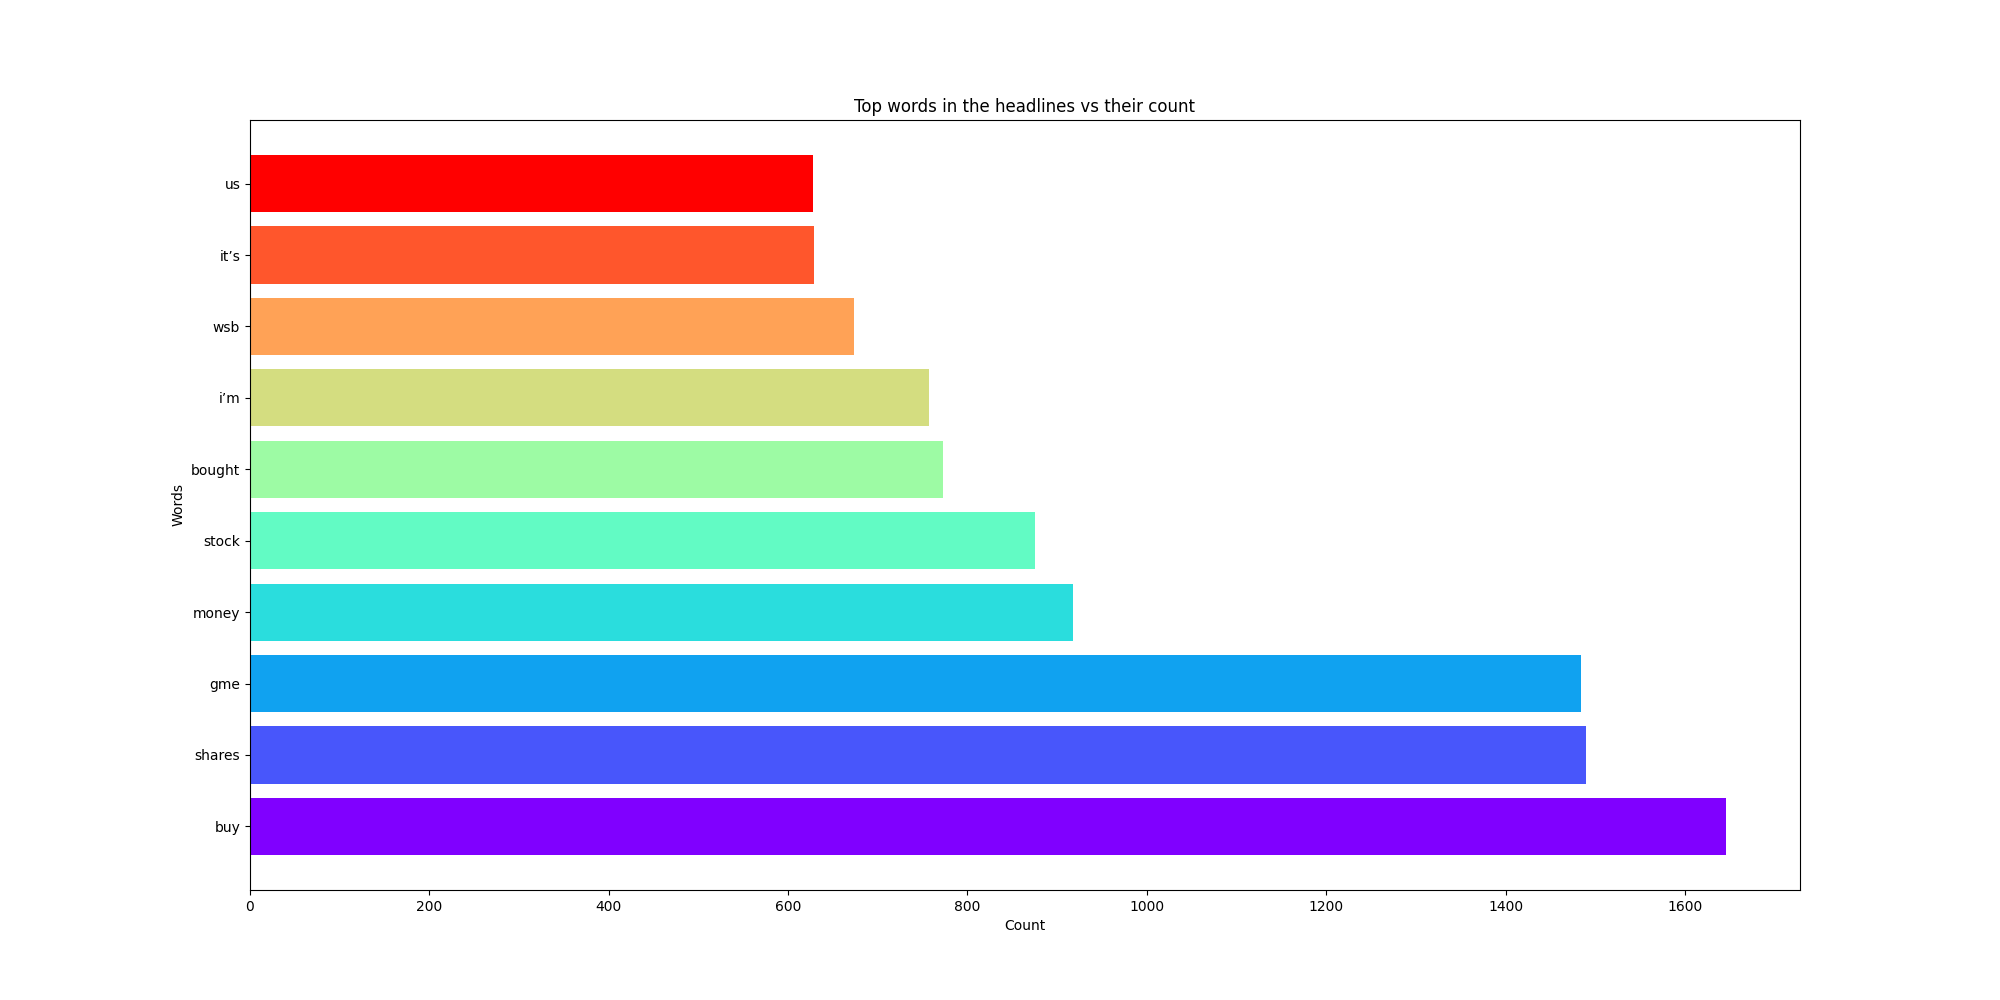 Top words in the headlines vs their count
Words
us
it’s
wsb
i’m
bought
stock
money
gme
shares
buy
0 200 400 600 800 1000 1200 1400 1600
Count